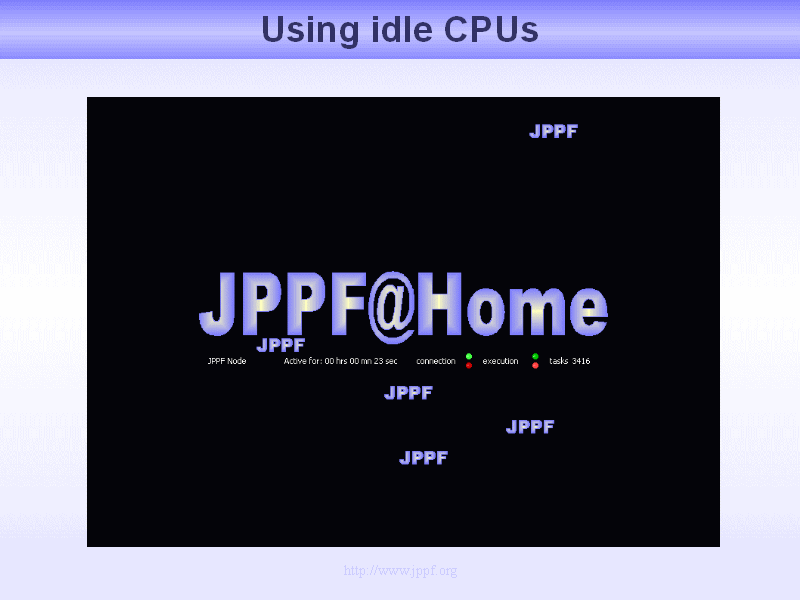 Using idle CPUs
JPPF
JPPF@Home
JPPF
JPPF Node Active for: 00 hrs 00 mn 23 sec connection execution tasks 3416
JPPF
JPPF
JPPF
http://www.jppf.org